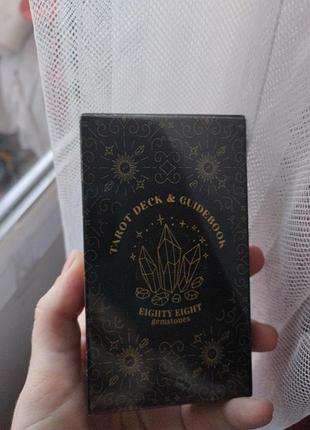 TAROT DECK & GUIDEBOOK
EIGHTY EIGHT
gemstones